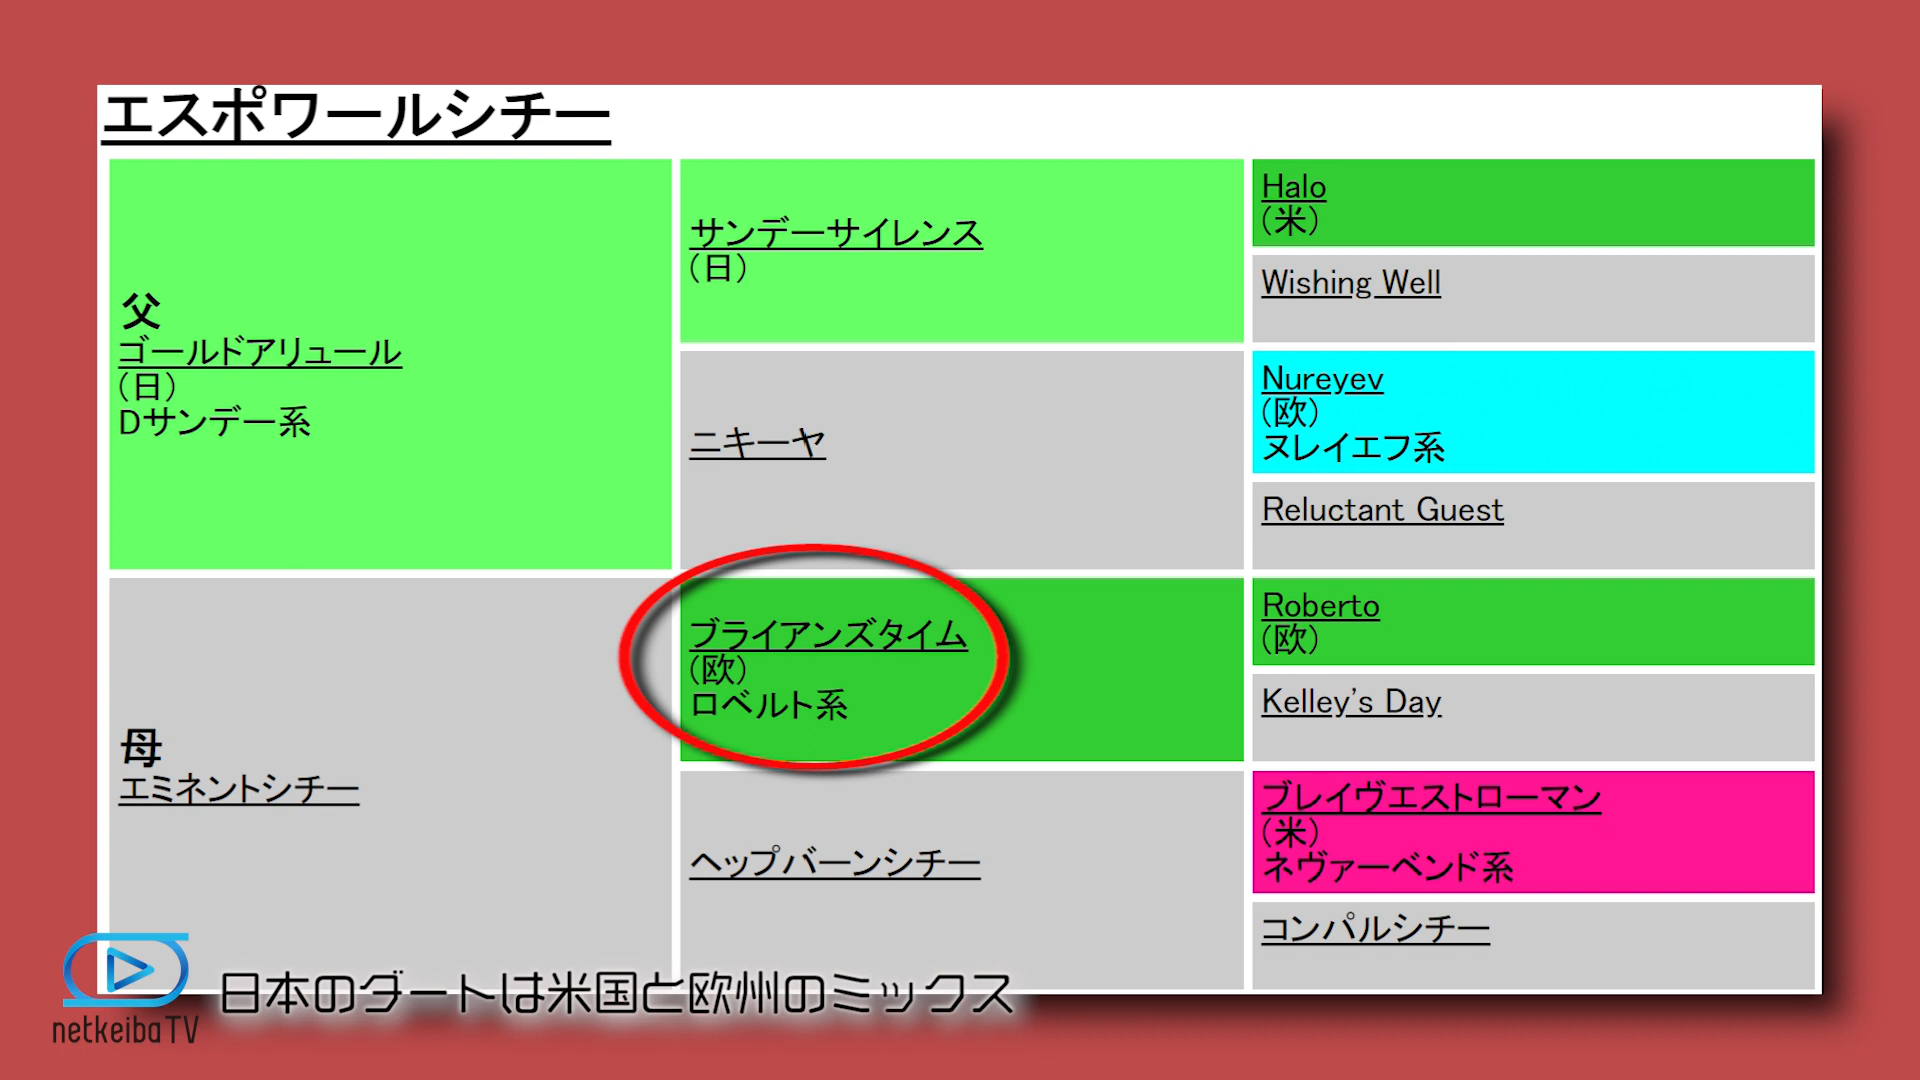 エスポワールシチー
父
ゴールドアリュール
(日)
Dサンデー系
サンデーサイレンス
(日)
Halo
(米)
Wishing Well
ニキーヤ
Nureyev
(欧)
ヌレイエフ系
Reluctant Guest
母
エミネントシチー
ブライアンズタイム
(欧)
ロベルト系
Roberto
(欧)
Kelley's Day
ヘップバーンシチー
ブレイヴエストローマン
(米)
ネヴァーベンド系
コンパルシチー
日本のダートは米国と欧州のミックス
netkeibaTV